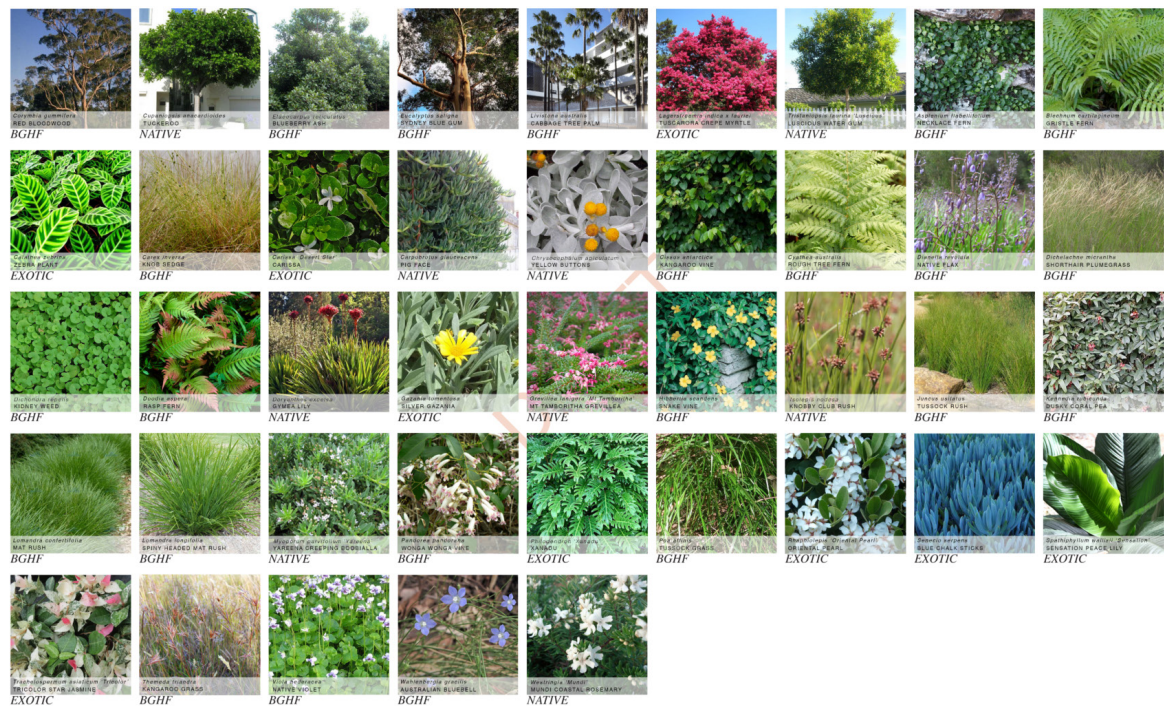 Corymbia gummifera
RED BLOODWOOD
BGHF
Cupaniopsis anacardioides
TUCKEROO
NATIVE
Elaeocarpus reticulatus
BLUEBERRY ASH
BGHF
Eucalyptus saligna
SYDNEY BLUE GUM
BGHF
Livistona australis
CABBAGE TREE PALM
BGHF
Lagerstroemia indica x fauriei
TUSCARORA CREPE MYRTLE
EXOTIC
Tristaniopsis laurina 'Luscious'
LUSCIOUS WATER GUM
NATIVE
Asplenium flabellifolium
NECKLACE FERN
BGHF
Blechnum cartilagineum
GRISTLE FERN
BGHF
Calathea zebrina
ZEBRA PLANT
EXOTIC
Carex inversa
KNOB SEDGE
BGHF
Carissa 'Desert Star'
CARISSA
EXOTIC
Carpobrotus glaucescens
PIG FACE
NATIVE
Chrysocephalum apiculatum
YELLOW BUTTONS
NATIVE
Cissus antarctica
KANGAROO VINE
BGHF
Cyathea australis
ROUGH TREE FERN
BGHF
Dianella revoluta
NATIVE FLAX
BGHF
Dichelachne micrantha
SHORTHAIR PLUMEGRASS
BGHF
Dichondra repens
KIDNEY WEED
BGHF
Doodia aspera
RASP FERN
BGHF
Doryanthes excelsa
GYMEA LILY
NATIVE
Gazania tomentosa
SILVER GAZANIA
EXOTIC
Grevillea lanigera 'Mt Tamboritha'
MT TAMBORITHA GREVILLEA
NATIVE
Hibbertia scandens
SNAKE VINE
BGHF
KNOBBY CLUB RUSH
NATIVE
Juncus usitatus
TUSSOCK RUSH
BGHF
Kennedia rubicunda
DUSKY CORAL PEA
BGHF
Lomandra confertifolia
MAT RUSH
BGHF
Lomandra longifolia
SPINY HEADED MAT RUSH
BGHF
Myoporum parvifolium 'Yareena'
YAREENA CREEPING BOOBIALLA
NATIVE
Pandorea pandorana
WONGA WONGA VINE
BGHF
Philodendron 'Xanadu'
XANADU
EXOTIC
TUSSOCK GRASS
BGHF
Rhaphiolepis 'Oriental Pearl'
ORIENTAL PEARL
EXOTIC
Senecio serpens
BLUE CHALK STICKS
EXOTIC
Spathiphyllum wallisii 'Sensation'
SENSATION PEACE LILY
EXOTIC
Trachelospermum asiaticum 'Tricolor'
TRICOLOR STAR JASMINE
EXOTIC
Themeda triandra
KANGAROO GRASS
BGHF
Viola hederacea
NATIVE VIOLET
BGHF
Wahlenbergia gracilis
AUSTRALIAN BLUEBELL
BGHF
Westringia 'Mundi'
MUNDI COASTAL ROSEMARY
NATIVE